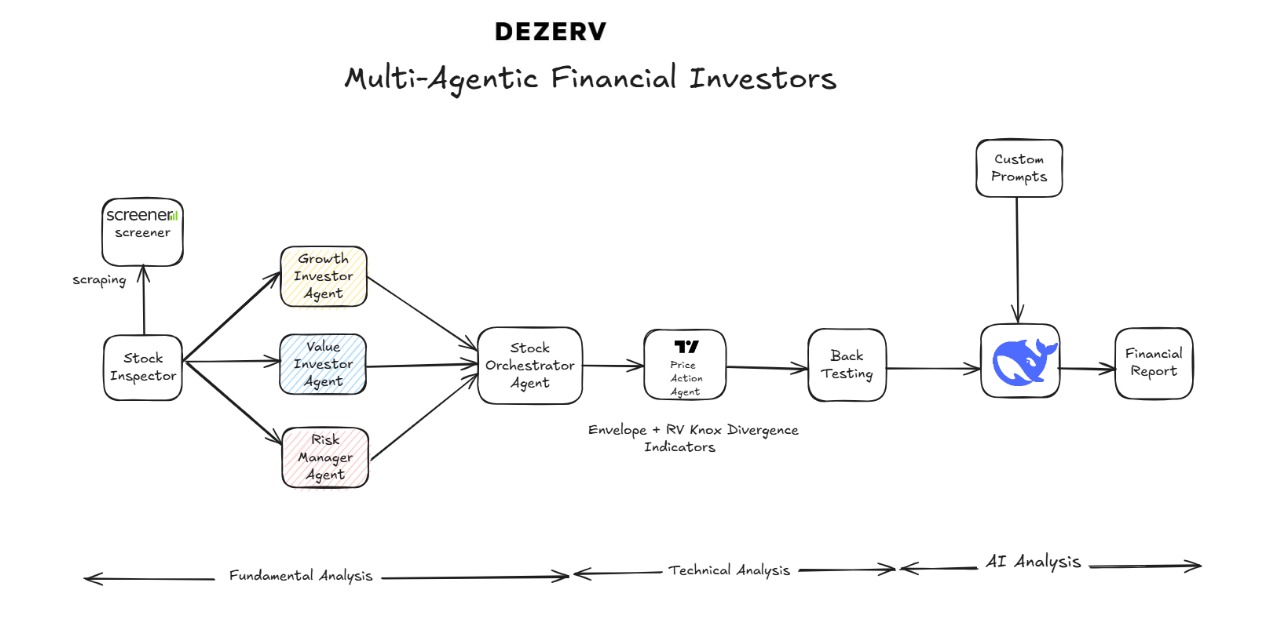 DEZERV
Multi-Agentic Financial Investors
Custom
Prompts
screener
screener
scraping
Growth
Investor
Agent
Stock
Inspector
Value
Investor
Agent
Risk
Manager
Agent
Stock
Orchestrator
Agent
Price
Action
Agent
Envelope + RV Knox Divergence
Indicators
Back
Testing
Financial
Report
Fundamental Analysis
Technical Analysis
AI Analysis